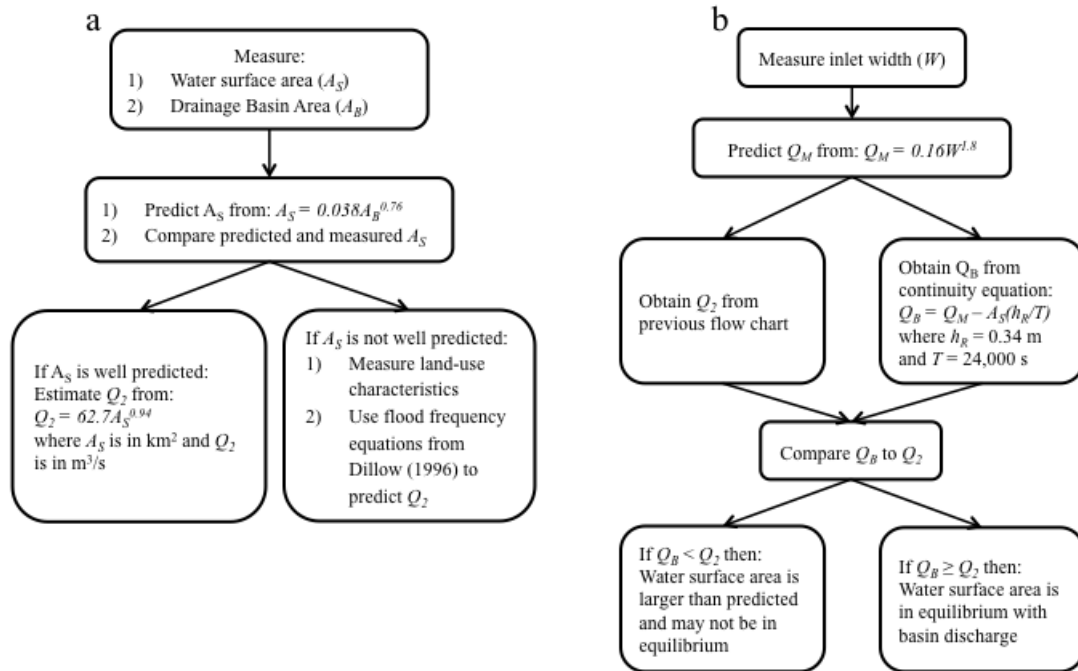 a
Measure:
1) Water surface area (A_S)
2) Drainage Basin Area (A_B)
1) Predict A_S from: A_S = 0.038A_B^0.76
2) Compare predicted and measured A_S
If A_S is well predicted:
Estimate Q_2 from:
Q_2 = 62.7A_S^0.94
where A_S is in km² and Q_2
is in m³/s
If A_S is not well predicted:
1) Measure land-use
characteristics
2) Use flood frequency
equations from
Dillow (1996) to
predict Q_2
b
Measure inlet width (W)
Predict Q_M from: Q_M = 0.16W^1.8
Obtain Q_2 from
previous flow chart
Obtain Q_B from
continuity equation:
Q_B = Q_M – A_S(h_R/T)
where h_R = 0.34 m
and T = 24,000 s
Compare Q_B to Q_2
If Q_B < Q_2 then:
Water surface area is
larger than predicted
and may not be in
equilibrium
If Q_B ≥ Q_2 then:
Water surface area is
in equilibrium with
basin discharge